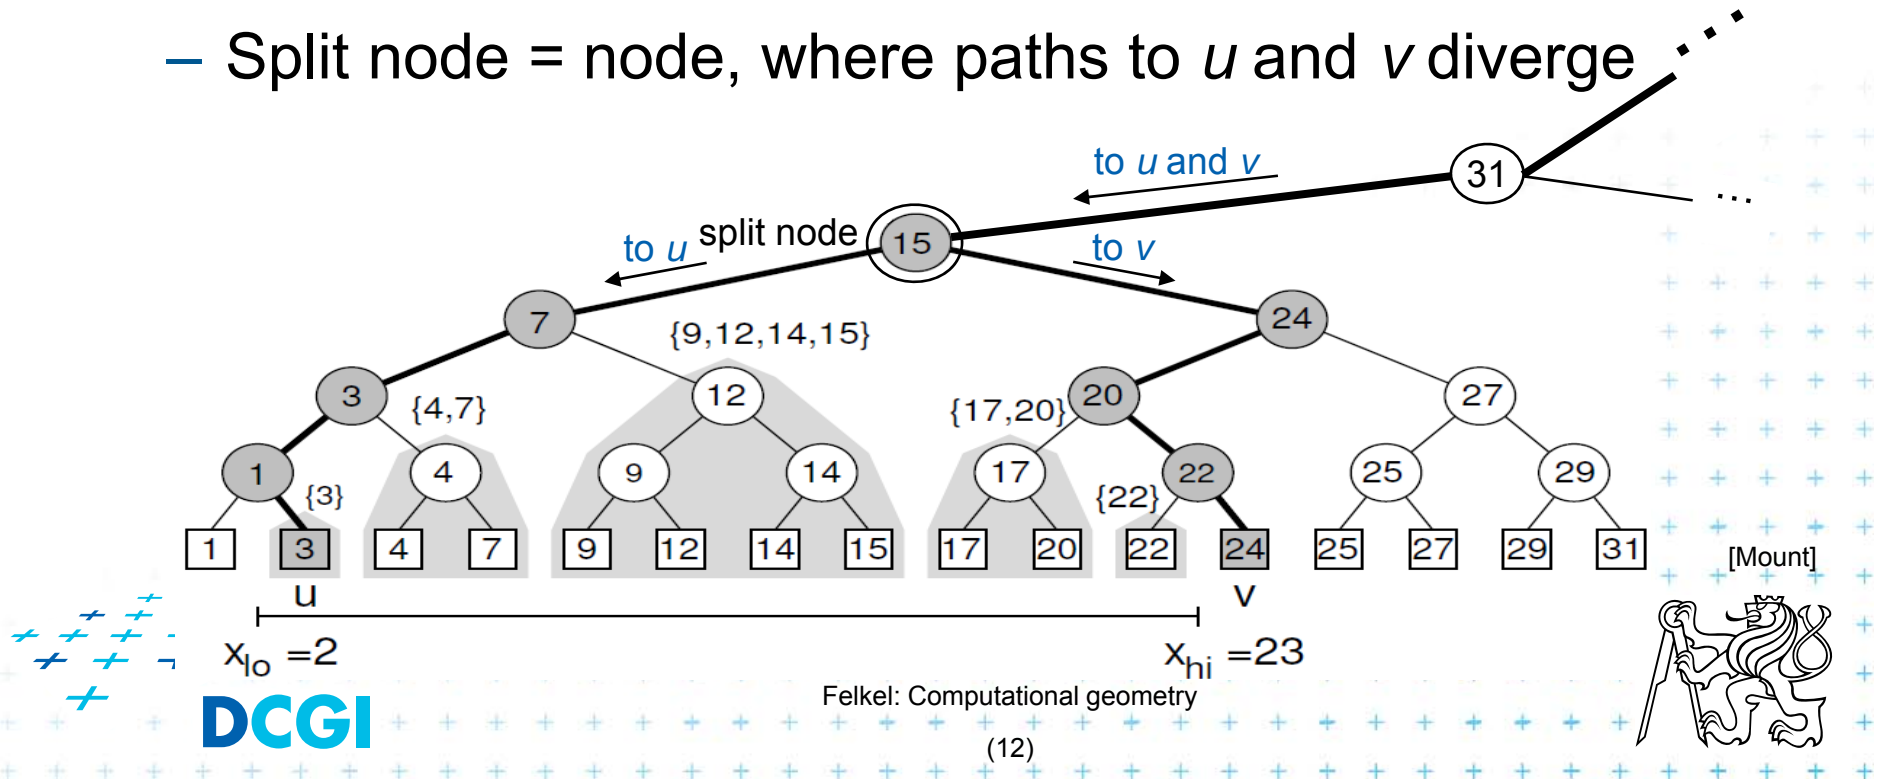 – Split node = node, where paths to u and v diverge ...
to u and v
31
...
to u split node 15 to v
7 {9,12,14,15} 24
3 {4,7} 12 {17,20} 20 27
1 {3} 4 9 14 17 {22} 22 25 29
1 3 4 7 9 12 14 15 17 20 22 24 25 27 29 31 [Mount]
u v
xlo =2 xhi =23
Felkel: Computational geometry
DCGI
(12)